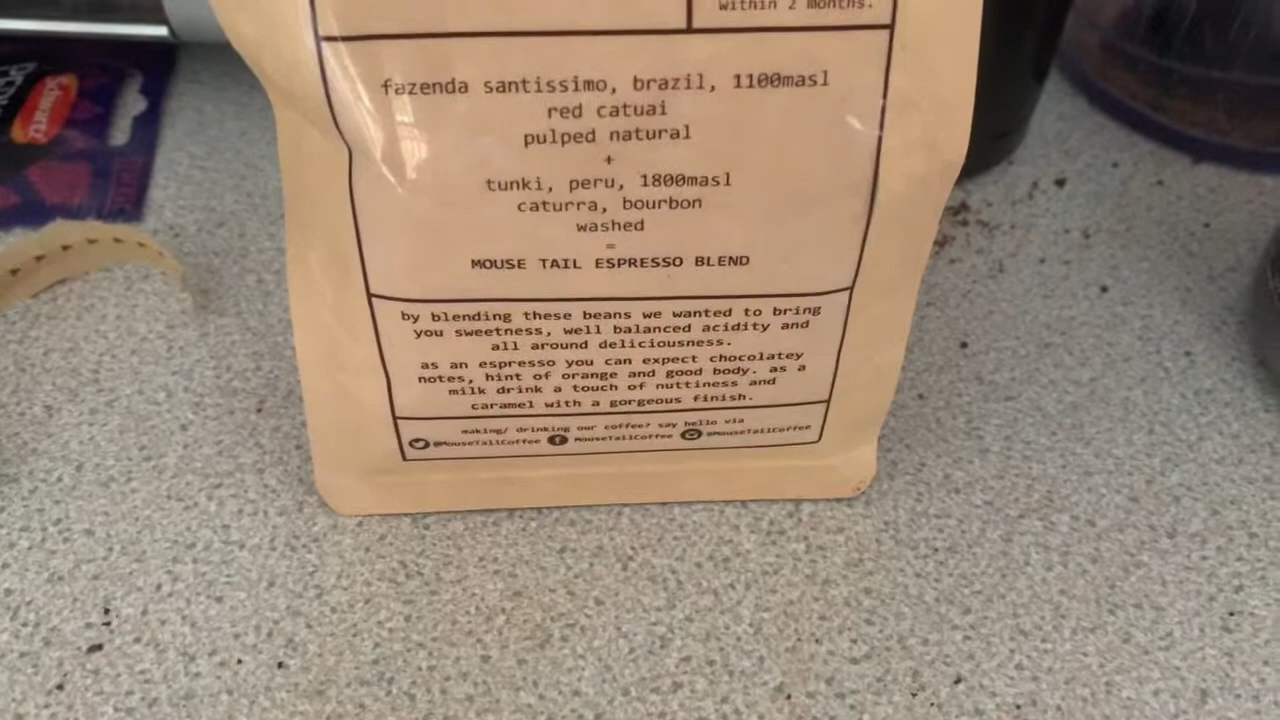 within 2 months.
fazenda santissimo, brazil, 1100masl
red catuai
pulped natural
+
tunki, peru, 1800masl
caturra, bourbon
washed
=
MOUSE TAIL ESPRESSO BLEND
by blending these beans we wanted to bring
you sweetness, well balanced acidity and
all around deliciousness.
as an espresso you can expect chocolatey
notes, hint of orange and good body. as a
milk drink a touch of nuttiness and
caramel with a gorgeous finish.
making/ drinking our coffee? say hello via
@MouseTailCoffee MouseTailCoffee @MouseTailCoffee
Schwartz